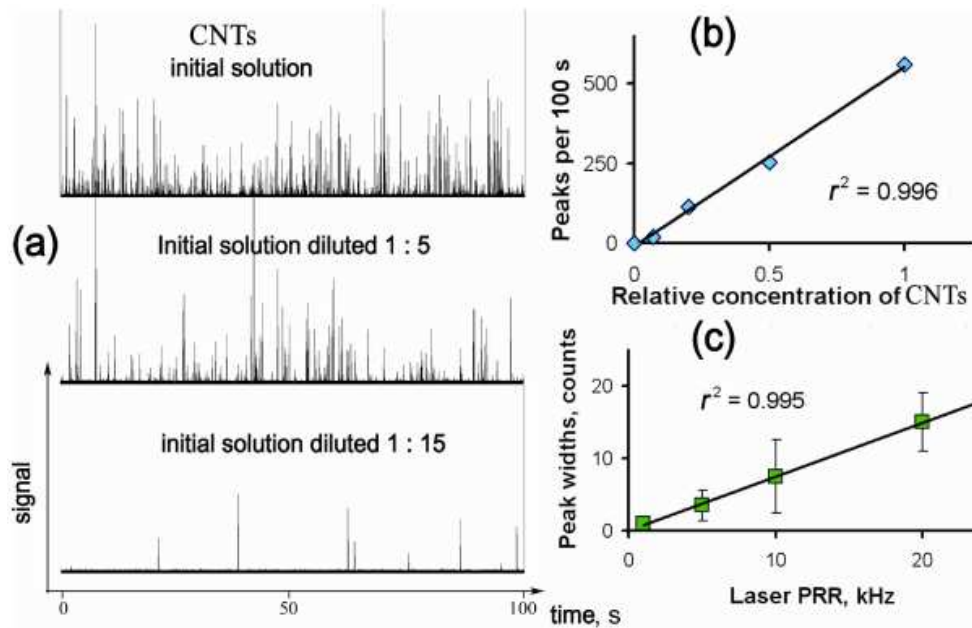 CNTs
initial solution
(a)
Initial solution diluted 1 : 5
initial solution diluted 1 : 15
signal
0
50
100
time, s
(b)
Peaks per 100 s
500
250
0
r² = 0.996
0
0.5
1
Relative concentration of CNTs
(c)
Peak widths, counts
20
10
0
r² = 0.995
0
10
20
Laser PRR, kHz